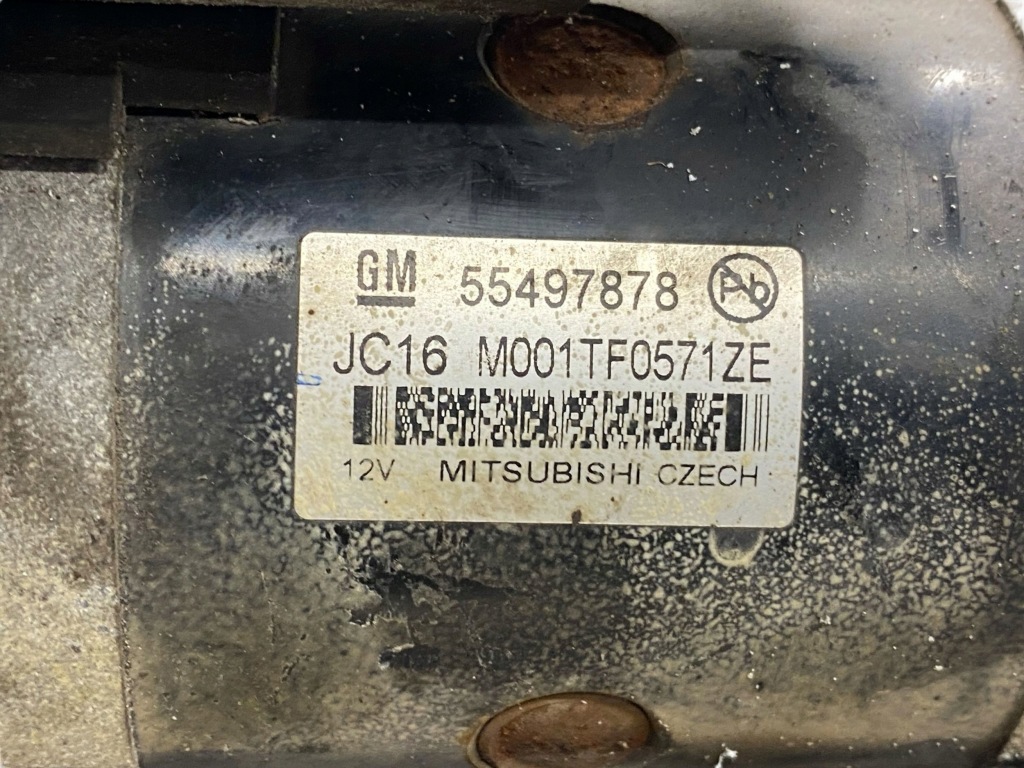 GM 55497878 Pb
JC16 M001TF0571ZE
12V MITSUBISHI CZECH